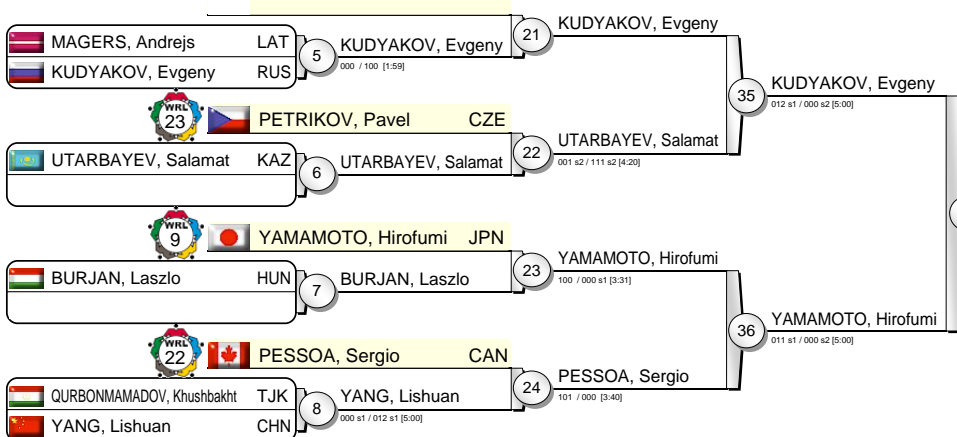 KUDYAKOV, Evgeny
21
MAGERS, Andrejs LAT
5
KUDYAKOV, Evgeny
000 / 100 [1:59]
KUDYAKOV, Evgeny RUS
35
KUDYAKOV, Evgeny
012 s1 / 000 s2 [5:00]
WRL
23
PETRIKOV, Pavel CZE
UTARBAYEV, Salamat KAZ
6
UTARBAYEV, Salamat
22
UTARBAYEV, Salamat
001 s2 / 111 s2 [4:20]
WRL
9
YAMAMOTO, Hirofumi JPN
BURJAN, Laszlo HUN
7
BURJAN, Laszlo
23
YAMAMOTO, Hirofumi
100 / 000 s1 [3:31]
36
YAMAMOTO, Hirofumi
011 s1 / 000 s2 [5:00]
WRL
22
PESSOA, Sergio CAN
QURBONMAMADOV, Khushbakht TJK
8
YANG, Lishuan
000 s1 / 012 s1 [5:00]
YANG, Lishuan CHN
24
PESSOA, Sergio
101 / 000 [3:40]